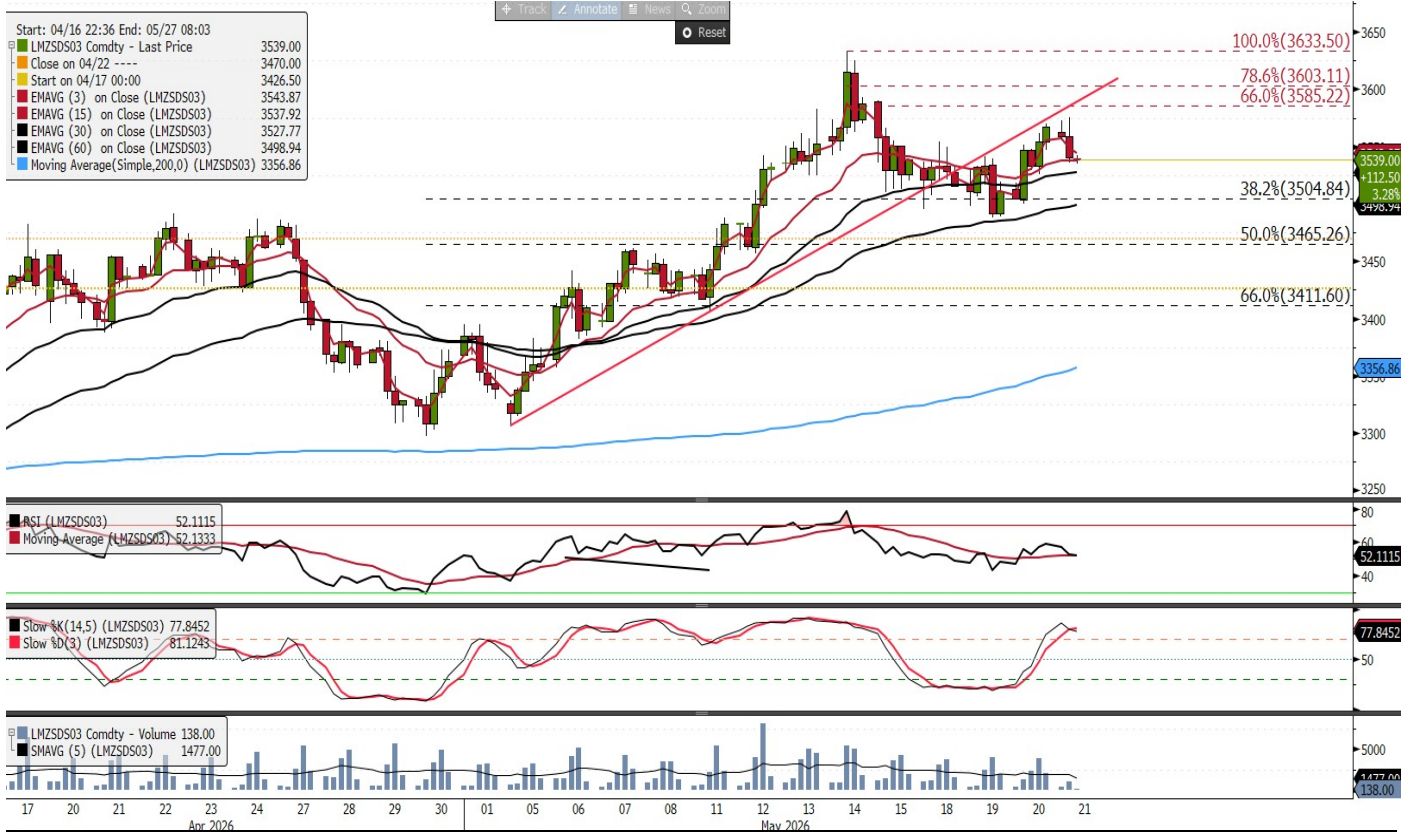 Track Annotate News Zoom
Reset
Start: 04/16 22:36 End: 05/27 08:03
LMZSDS03 Comdty - Last Price 3539.00
Close on 04/22 ---- 3470.00
Start on 04/17 00:00 3426.50
EMAVG (3) on Close (LMZSDS03) 3543.87
EMAVG (15) on Close (LMZSDS03) 3537.92
EMAVG (30) on Close (LMZSDS03) 3527.77
EMAVG (60) on Close (LMZSDS03) 3498.94
Moving Average(Simple,200,0) (LMZSDS03) 3356.86
100.0%(3633.50)
78.6%(3603.11)
66.0%(3585.22)
38.2%(3504.84)
50.0%(3465.26)
66.0%(3411.60)
3650
3600
3539.00
+112.50
3.28%
3498.94
3450
3400
3356.86
3350
3300
3250
RSI (LMZSDS03) 52.1115
Moving Average (LMZSDS03) 52.1333
80
60
52.1115
40
Slow %K(14,5) (LMZSDS03) 77.8452
Slow %D(3) (LMZSDS03) 81.1243
77.8452
50
LMZSDS03 Comdty - Volume 138.00
SMAVG (5) (LMZSDS03) 1477.00
5000
1477.00
138.00
17 20 21 22 23 24 27 28 29 30 01 05 06 07 08 11 12 13 14 15 18 19 20 21
Apr 2026 May 2026